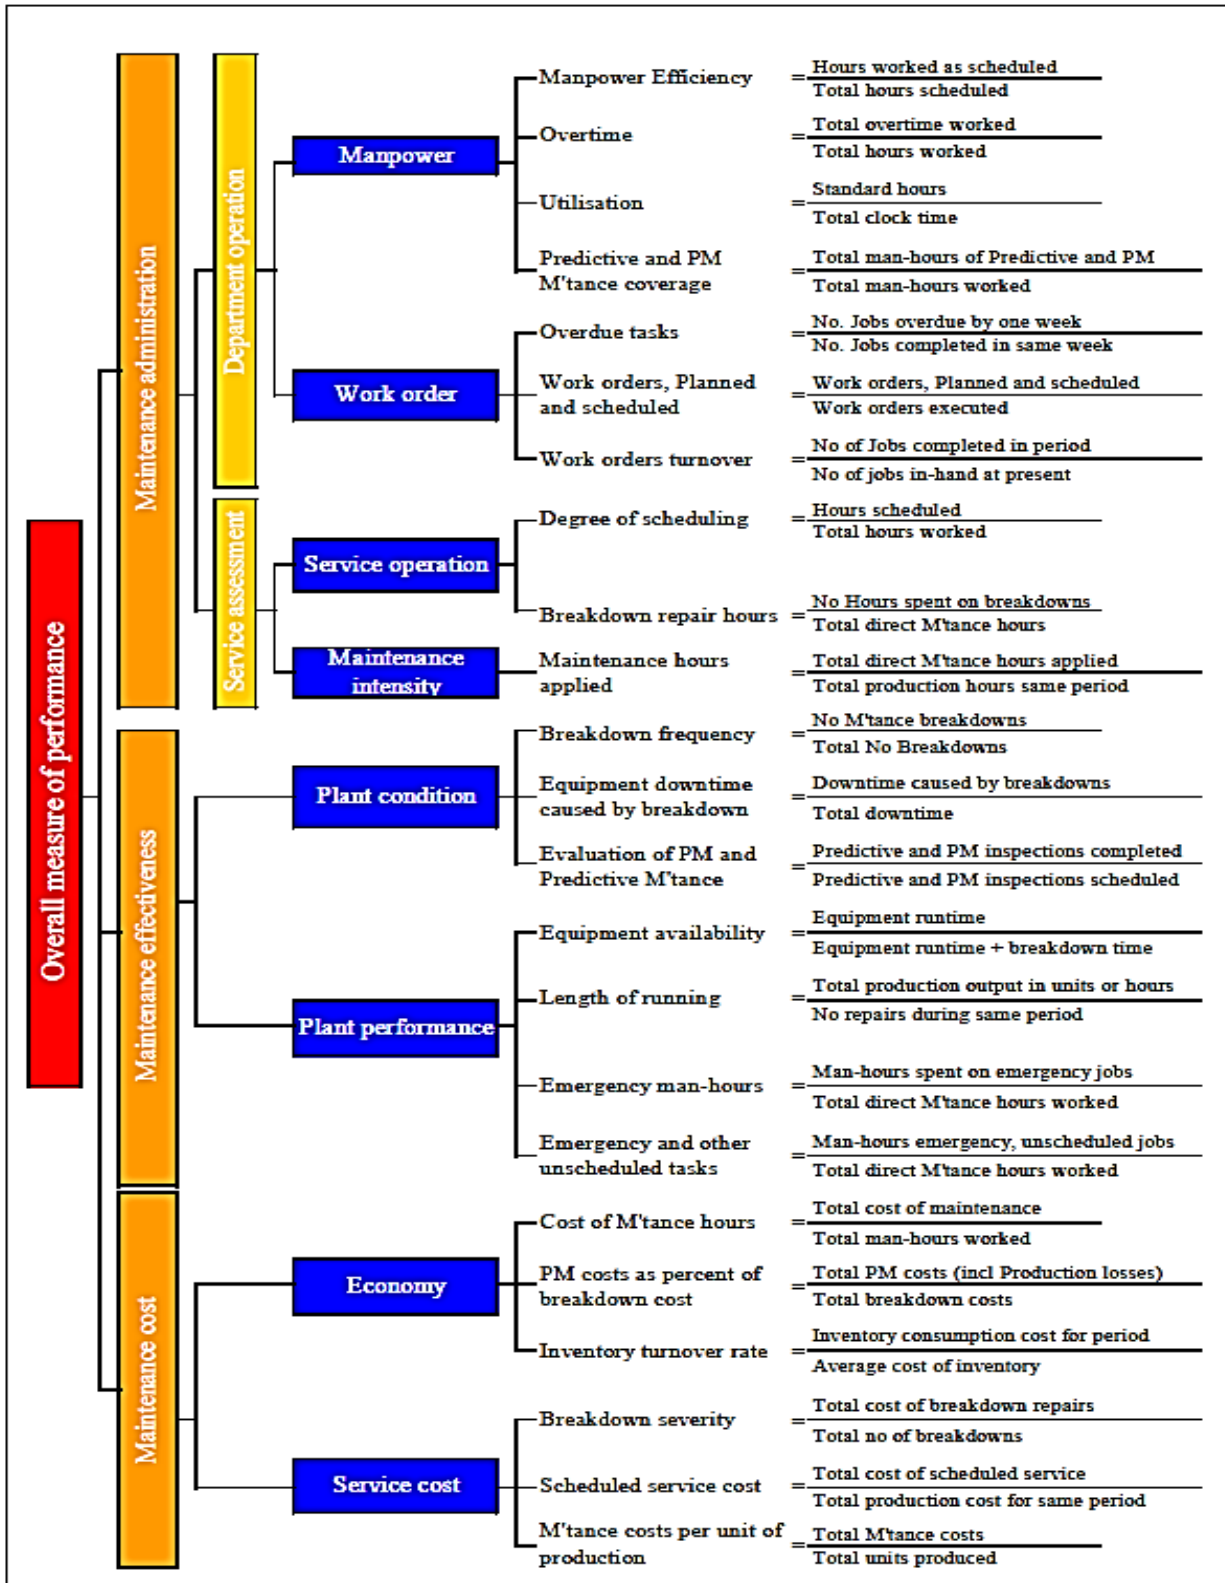 Overall measure of performance
Maintenance administration
Department operation
Manpower
Manpower Efficiency
= Hours worked as scheduled
Total hours scheduled
Overtime
= Total overtime worked
Total hours worked
Utilisation
= Standard hours
Total clock time
Predictive and PM
M'tance coverage
= Total man-hours of Predictive and PM
Total man-hours worked
Work order
Overdue tasks
= No. Jobs overdue by one week
No. Jobs completed in same week
Work orders, Planned
and scheduled
= Work orders, Planned and scheduled
Work orders executed
Work orders turnover
= No of Jobs completed in period
No of jobs in-hand at present
Service assessment
Service operation
Degree of scheduling
= Hours scheduled
Total hours worked
Breakdown repair hours
= No Hours spent on breakdowns
Total direct M'tance hours
Maintenance
intensity
Maintenance hours
applied
= Total direct M'tance hours applied
Total production hours same period
Maintenance effectiveness
Plant condition
Breakdown frequency
= No M'tance breakdowns
Total No Breakdowns
Equipment downtime
caused by breakdown
= Downtime caused by breakdowns
Total downtime
Evaluation of PM and
Predictive M'tance
= Predictive and PM inspections completed
Predictive and PM inspections scheduled
Plant performance
Equipment availability
= Equipment runtime
Equipment runtime + breakdown time
Length of running
= Total production output in units or hours
No repairs during same period
Emergency man-hours
= Man-hours spent on emergency jobs
Total direct M'tance hours worked
Emergency and other
unscheduled tasks
= Man-hours emergency, unscheduled jobs
Total direct M'tance hours worked
Maintenance cost
Economy
Cost of M'tance hours
= Total cost of maintenance
Total man-hours worked
PM costs as percent of
breakdown cost
= Total PM costs (incl Production losses)
Total breakdown costs
Inventory turnover rate
= Inventory consumption cost for period
Average cost of inventory
Service cost
Breakdown severity
= Total cost of breakdown repairs
Total no of breakdowns
Scheduled service cost
= Total cost of scheduled service
Total production cost for same period
M'tance costs per unit of
production
= Total M'tance costs
Total units produced